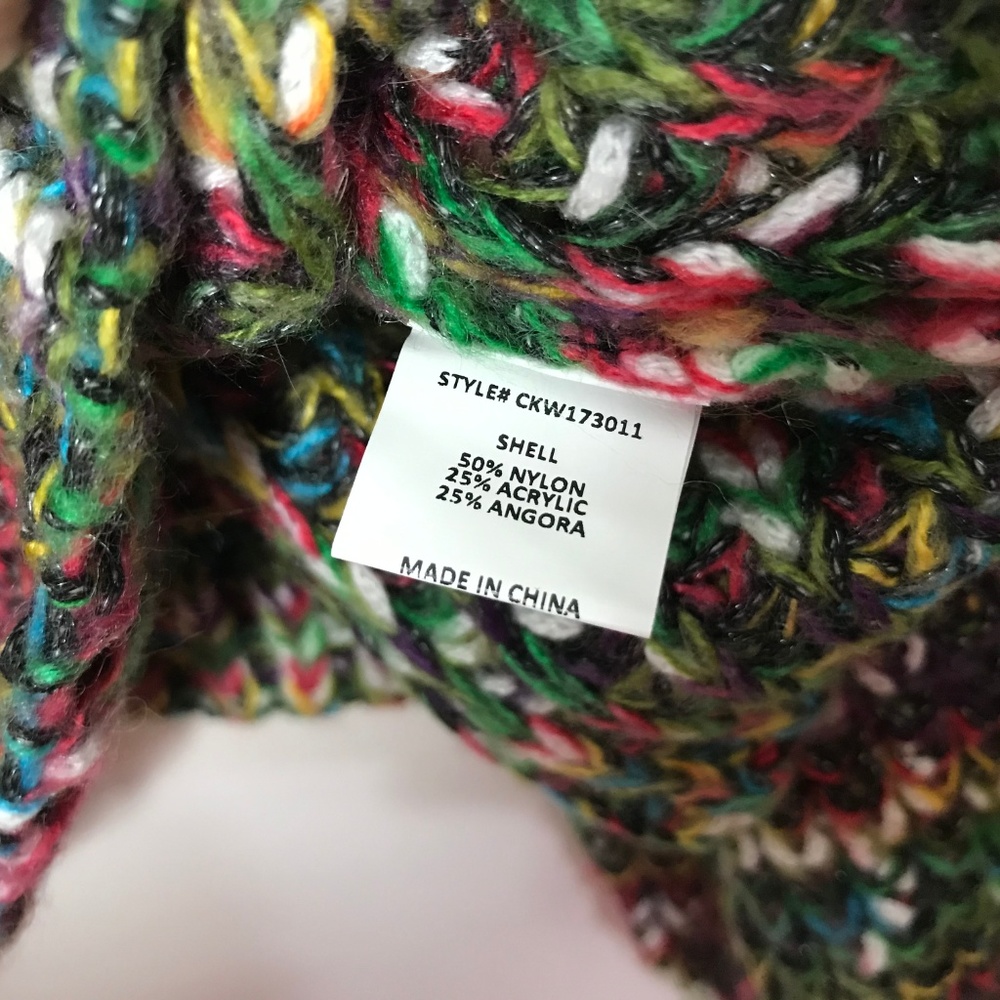 STYLE# CKW173011
SHELL
50% NYLON
25% ACRYLIC
25% ANGORA
MADE IN CHINA